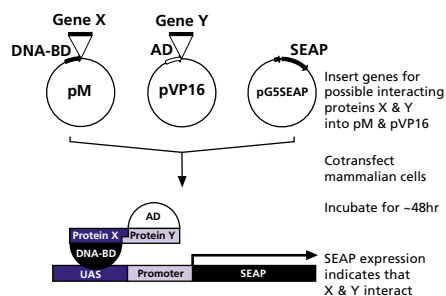 Gene X
Gene Y
DNA-BD
AD
SEAP
pM
pVP16
pG5SEAP
Insert genes for
possible interacting
proteins X & Y
into pM & pVP16
Cotransfect
mammalian cells
Incubate for ~48hr
AD
Protein X
Protein Y
DNA-BD
UAS
Promoter
SEAP
SEAP expression
indicates that
X & Y interact